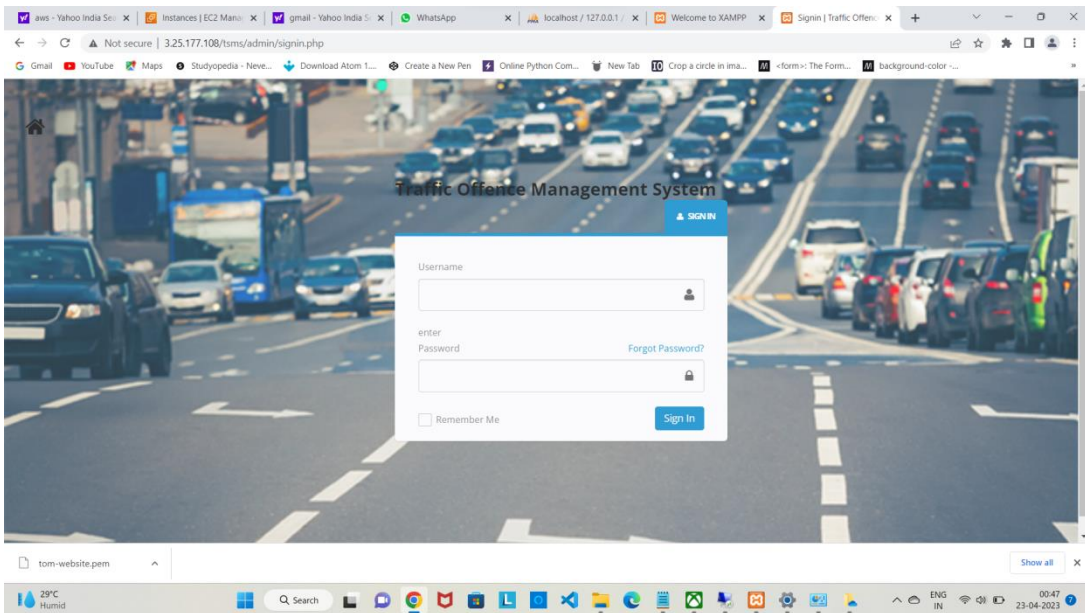 aws - Yahoo India Sea
Instances | EC2 Mana
gmail - Yahoo India S
WhatsApp
localhost / 127.0.0.1 /
Welcome to XAMPP
Signin | Traffic Offenc
Not secure | 3.25.177.108/tsms/admin/signin.php
Gmail YouTube Maps Studyopedia - Neve... Download Atom 1.... Create a New Pen Online Python Com... New Tab Crop a circle in ima... <form>: The Form... background-color -...
Traffic Offence Management System
SIGN IN
Username
enter
Password Forgot Password?
Remember Me Sign In
tom-website.pem Show all
29°C
Humid
Search
ENG
IN
00:47
23-04-2023
7